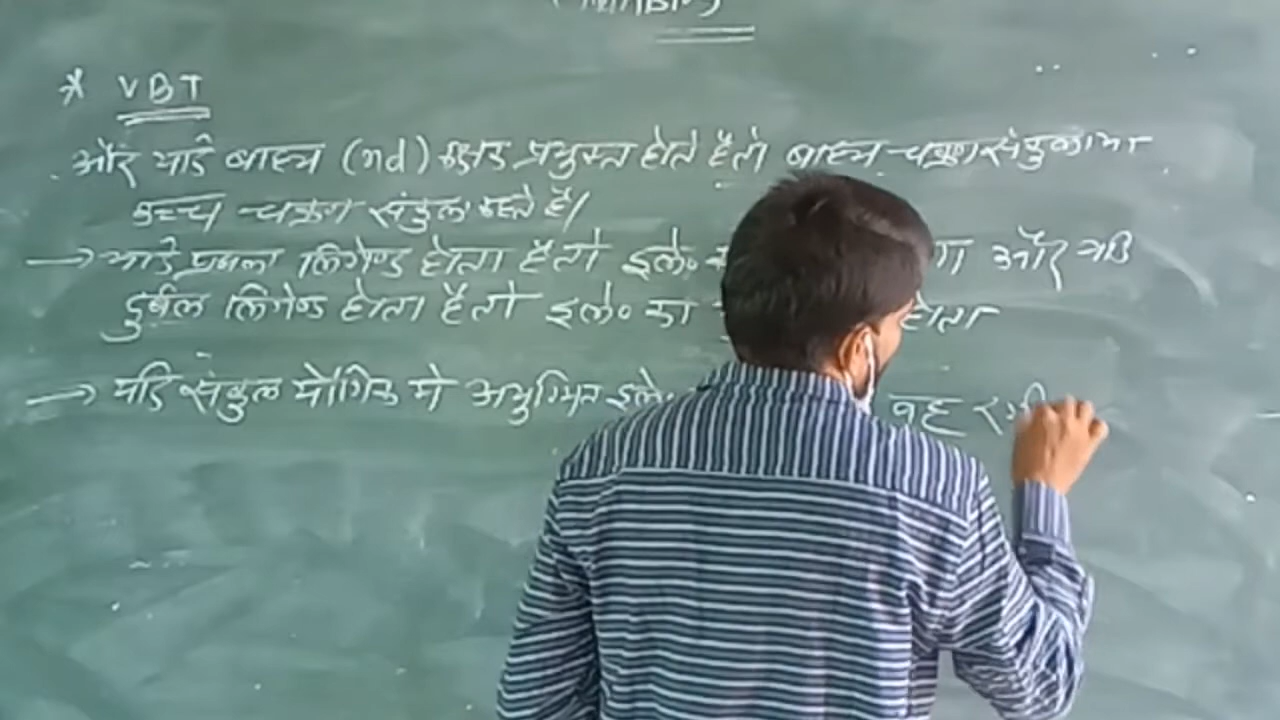 * VBT
और यदि बाह्य (nd) कक्षक प्रयुक्त होते है तो बाह्य चक्रण संकुल या
उच्च चक्रण संकुल कहते है।
→ यदि प्रबल लिगेण्ड होता है तो इले० और यदि
दुर्बल लिगेण्ड होता है तो इले० का होता
→ यदि संकुल यौगिक मे अयुग्मित इले० वह